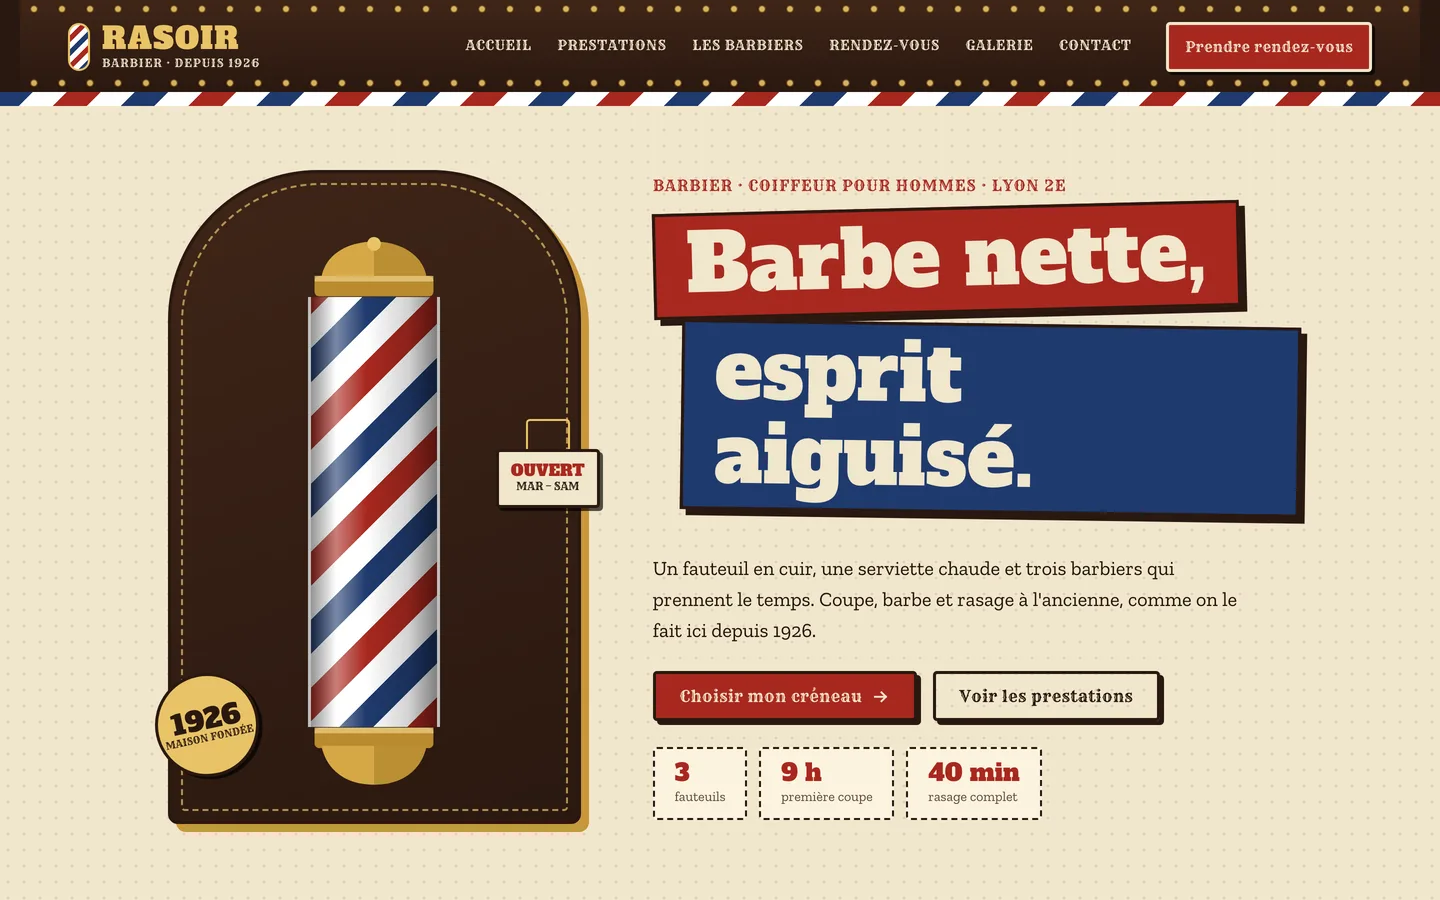 RASOIR
BARBIER · DEPUIS 1926
ACCUEIL
PRESTATIONS
LES BARBIERS
RENDEZ-VOUS
GALERIE
CONTACT
Prendre rendez-vous
OUVERT
MAR – SAM
1926
MAISON FONDÉE
BARBIER · COIFFEUR POUR HOMMES · LYON 2E
Barbe nette,
esprit
aiguisé.
Un fauteuil en cuir, une serviette chaude et trois barbiers qui
prennent le temps. Coupe, barbe et rasage à l'ancienne, comme on le
fait ici depuis 1926.
Choisir mon créneau →
Voir les prestations
3
fauteuils
9 h
première coupe
40 min
rasage complet